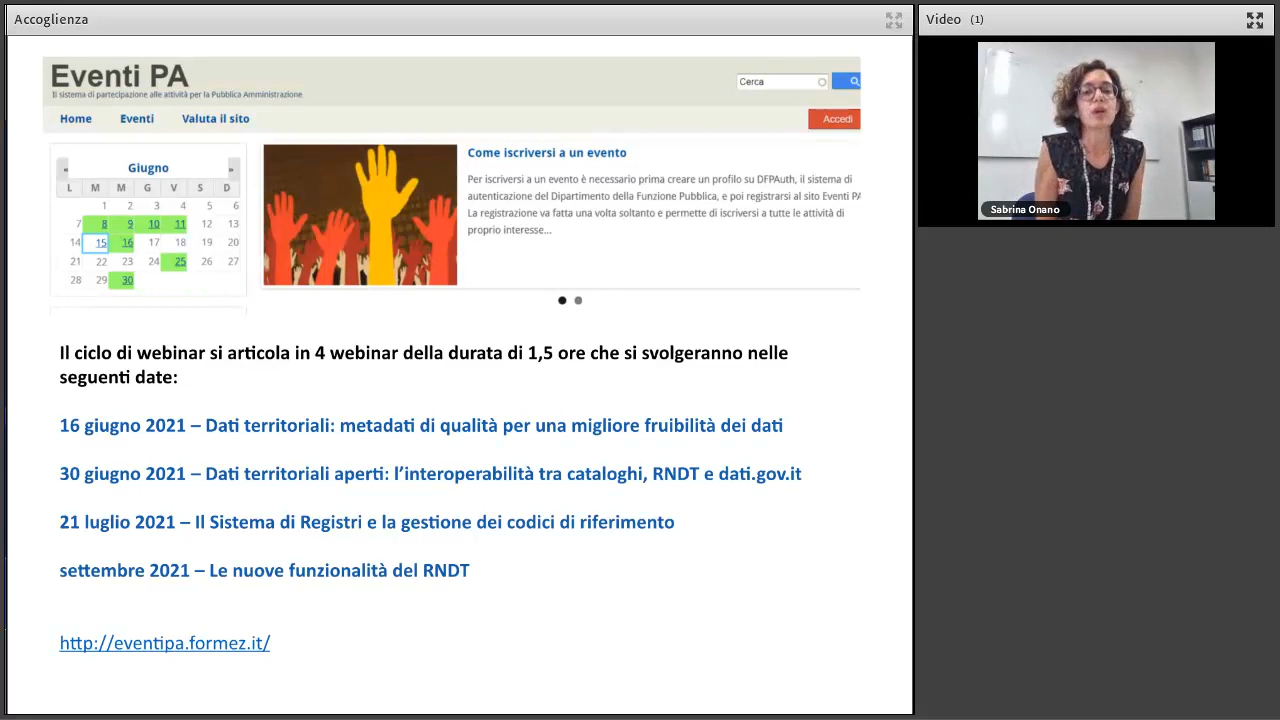 Accoglienza
Video (1)
Eventi PA
Il sistema di partecipazione alle attività per la Pubblica Amministrazione
Cerca
Home Eventi Valuta il sito
Accedi
« Giugno »
L M M G V S D
1 2 3 4 5 6
7 8 9 10 11 12 13
14 15 16 17 18 19 20
21 22 23 24 25 26 27
28 29 30
Come iscriversi a un evento
Per iscriversi a un evento è necessario prima creare un profilo su DFPAuth, il sistema di
autenticazione del Dipartimento della Funzione Pubblica, e poi registrarsi al sito Eventi PA
La registrazione va fatta una volta soltanto e permette di iscriversi a tutte le attività di
proprio interesse...
Sabrina Onano
Il ciclo di webinar si articola in 4 webinar della durata di 1,5 ore che si svolgeranno nelle
seguenti date:
16 giugno 2021 – Dati territoriali: metadati di qualità per una migliore fruibilità dei dati
30 giugno 2021 – Dati territoriali aperti: l’interoperabilità tra cataloghi, RNDT e dati.gov.it
21 luglio 2021 – Il Sistema di Registri e la gestione dei codici di riferimento
settembre 2021 – Le nuove funzionalità del RNDT
http://eventipa.formez.it/